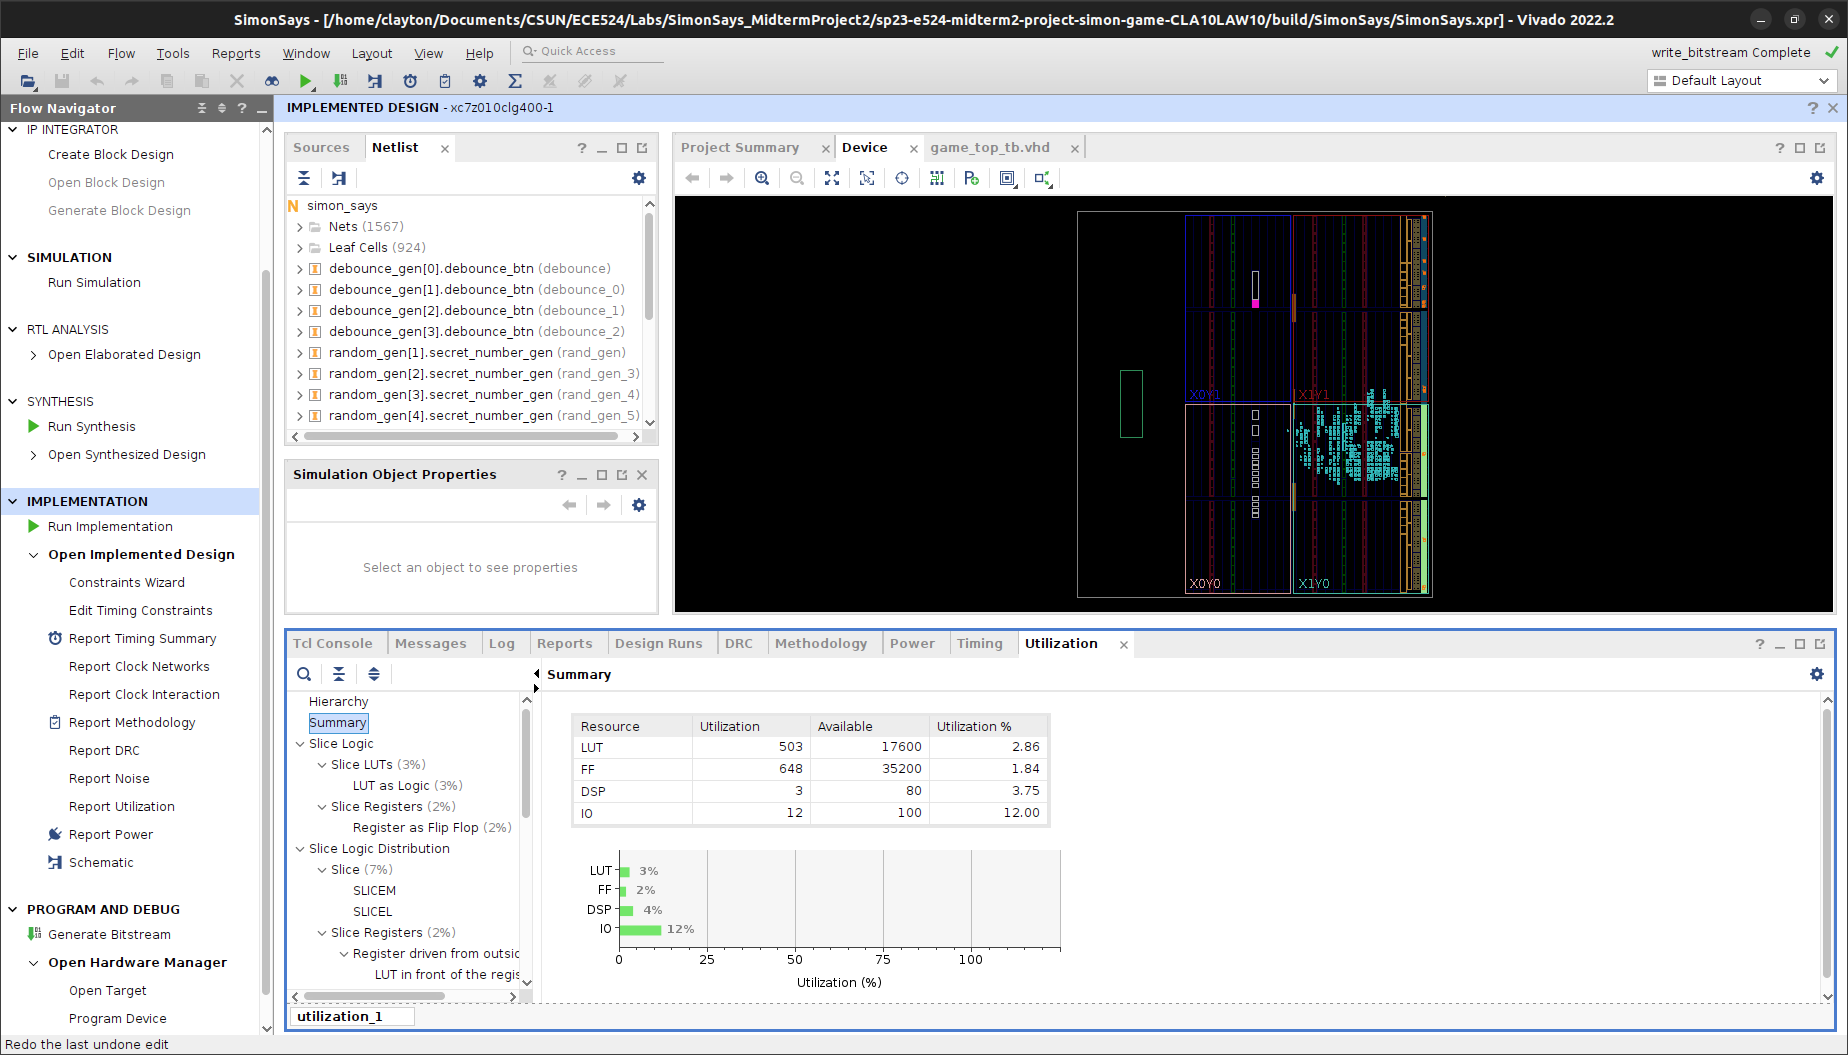 SimonSays - [/home/clayton/Documents/CSUN/ECE524/Labs/SimonSays_MidtermProject2/sp23-e524-midterm2-project-simon-game-CLA10LAW10/build/SimonSays/SimonSays.xpr] - Vivado 2022.2
File Edit Flow Tools Reports Window Layout View Help Quick Access
write_bitstream Complete
Default Layout
Flow Navigator
IMPLEMENTED DESIGN - xc7z010clg400-1
IP INTEGRATOR
Create Block Design
Open Block Design
Generate Block Design
SIMULATION
Run Simulation
RTL ANALYSIS
Open Elaborated Design
SYNTHESIS
Run Synthesis
Open Synthesized Design
IMPLEMENTATION
Run Implementation
Open Implemented Design
Constraints Wizard
Edit Timing Constraints
Report Timing Summary
Report Clock Networks
Report Clock Interaction
Report Methodology
Report DRC
Report Noise
Report Utilization
Report Power
Schematic
PROGRAM AND DEBUG
Generate Bitstream
Open Hardware Manager
Open Target
Program Device
Sources Netlist
simon_says
Nets (1567)
Leaf Cells (924)
debounce_gen[0].debounce_btn (debounce)
debounce_gen[1].debounce_btn (debounce_0)
debounce_gen[2].debounce_btn (debounce_1)
debounce_gen[3].debounce_btn (debounce_2)
random_gen[1].secret_number_gen (rand_gen)
random_gen[2].secret_number_gen (rand_gen_3)
random_gen[3].secret_number_gen (rand_gen_4)
random_gen[4].secret_number_gen (rand_gen_5)
Simulation Object Properties
Select an object to see properties
Project Summary Device game_top_tb.vhd
X0Y1 X1Y1
X0Y0 X1Y0
Tcl Console Messages Log Reports Design Runs DRC Methodology Power Timing Utilization
Summary
Hierarchy
Summary
Slice Logic
Slice LUTs (3%)
LUT as Logic (3%)
Slice Registers (2%)
Register as Flip Flop (2%)
Slice Logic Distribution
Slice (7%)
SLICEM
SLICEL
Slice Registers (2%)
Register driven from outsic
LUT in front of the regis
Resource Utilization Available Utilization %
LUT 503 17600 2.86
FF 648 35200 1.84
DSP 3 80 3.75
IO 12 100 12.00
LUT 3%
FF 2%
DSP 4%
IO 12%
0 25 50 75 100
Utilization (%)
utilization_1
Redo the last undone edit